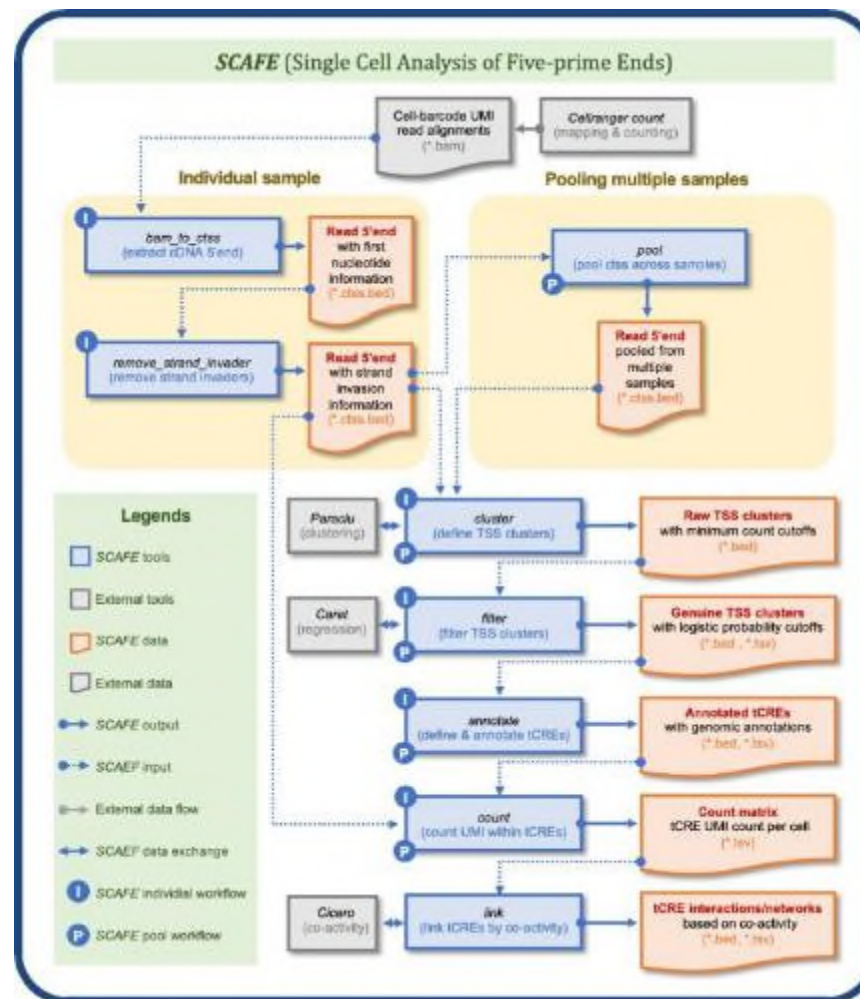 SCAFE (Single Cell Analysis of Five-prime Ends)
Cell-barcode UMI
read alignments
(*.bam)
Cellranger count
(mapping & counting)
Individual sample
Pooling multiple samples
I
bam_to_ctss
(extract cDNA 5'end)
Read 5'end
with first
nucleotide
information
(*.ctss.bed)
pool
(pool ctss across samples)
P
I
remove_strand_invader
(remove strand invaders)
Read 5'end
with strand
invasion
information
(*.ctss.bed)
Read 5'end
pooled from
multiple
samples
(*.ctss.bed)
Legends
SCAFE tools
External tools
SCAFE data
External data
SCAFE output
SCAEF input
External data flow
SCAEF data exchange
I SCAFE individial workflow
P SCAFE pool workflow
Paraclu
(clustering)
I
P
cluster
(define TSS clusters)
Raw TSS clusters
with minimum count cutoffs
(*.bed)
Caret
(regression)
I
P
filter
(filter TSS clusters)
Genuine TSS clusters
with logistic probability cutoffs
(*.bed, *.tsv)
I
P
annotate
(define & annotate tCREs)
Annotated tCREs
with genomic annotations
(*.bed, *.tsv)
I
P
count
(count UMI within tCREs)
Count matrix
tCRE UMI count per cell
(*.tsv)
Cicero
(co-activity)
link
(link tCREs by co-activity)
tCRE interactions/networks
based on co-activity
(*.bed, *.tsv)